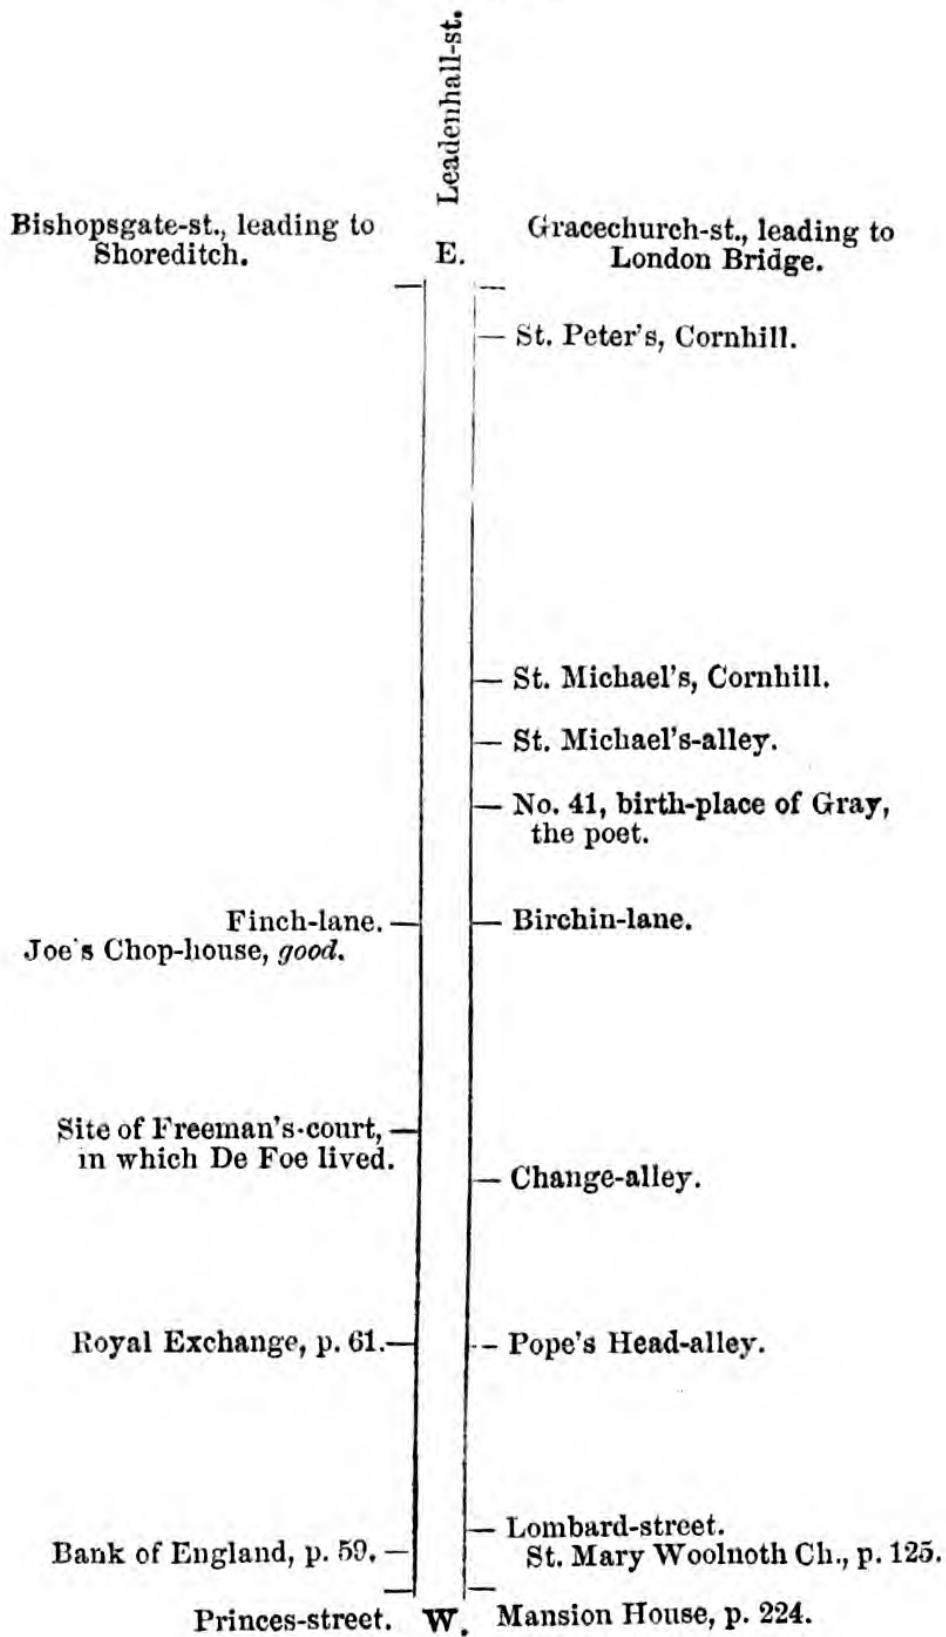 Leadenhall-st.
Bishopsgate-st., leading to
Shoreditch.
E.
Gracechurch-st., leading to
London Bridge.
St. Peter's, Cornhill.
St. Michael's, Cornhill.
St. Michael's-alley.
No. 41, birth-place of Gray,
the poet.
Finch-lane.
Joe's Chop-house, good.
Birchin-lane.
Site of Freeman's-court,
in which De Foe lived.
Change-alley.
Royal Exchange, p. 61.
Pope's Head-alley.
Lombard-street.
St. Mary Woolnoth Ch., p. 125.
Bank of England, p. 59.
Princes-street.
W.
Mansion House, p. 224.